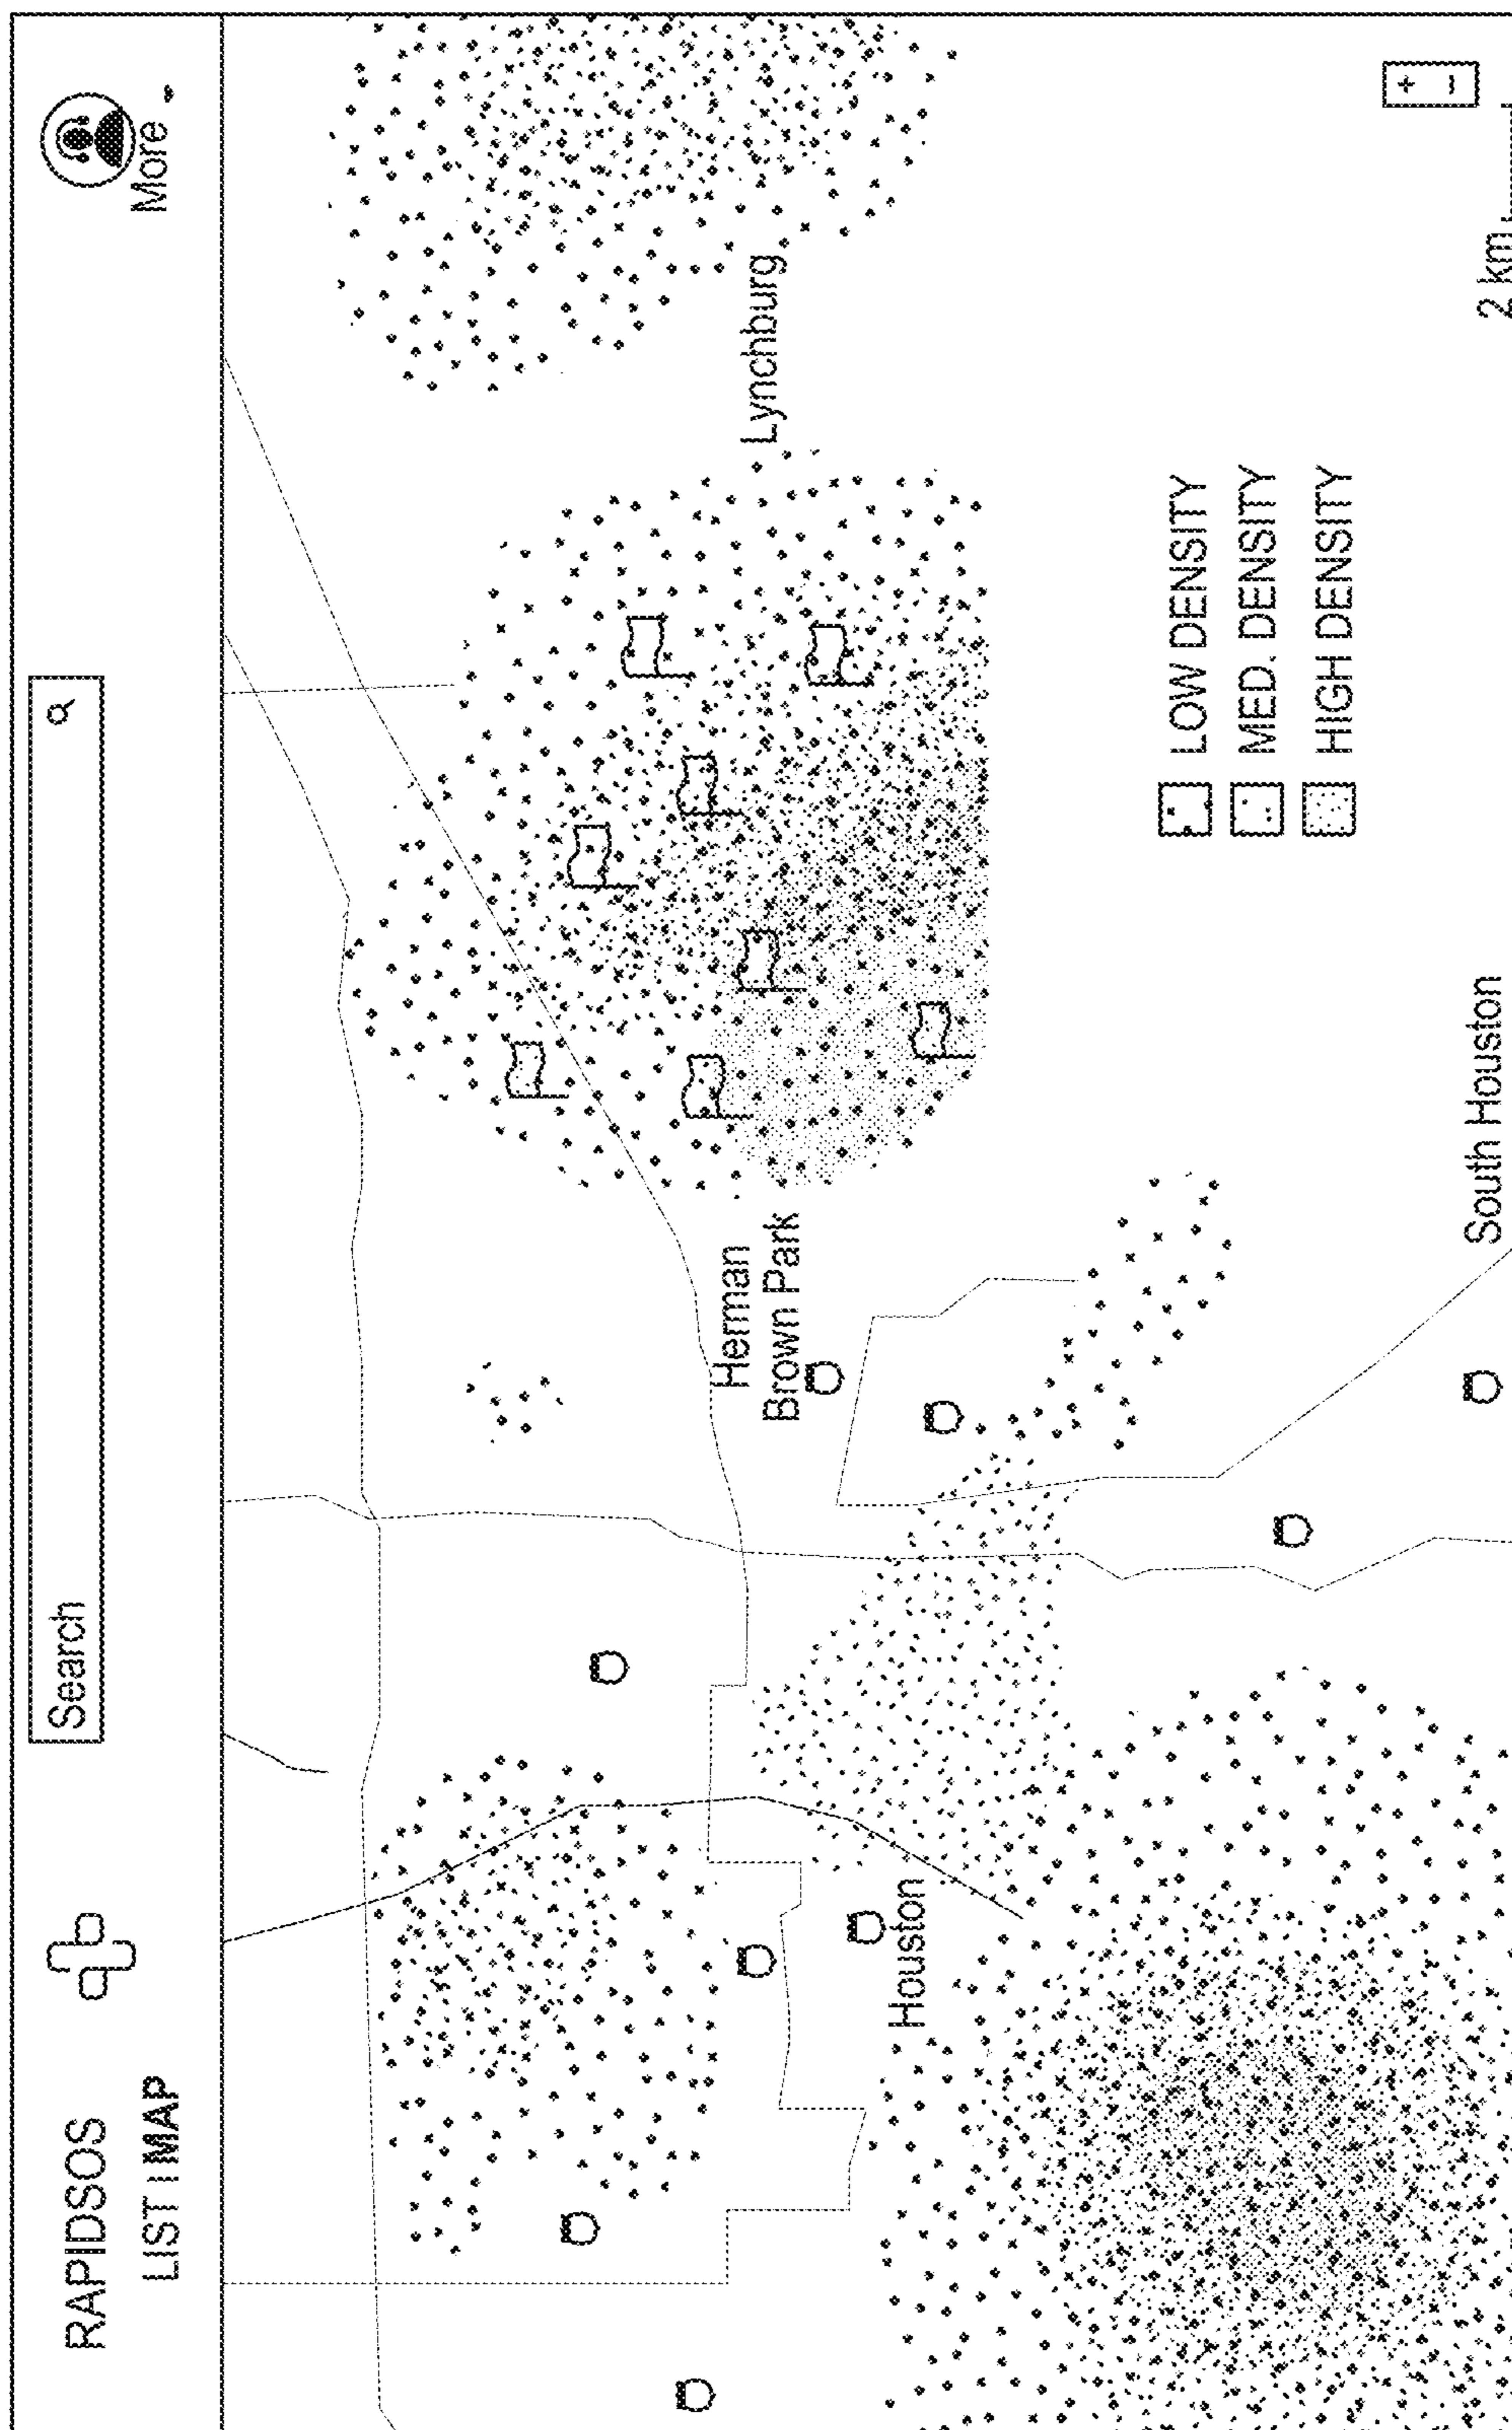 RAPIDSOS
Search
More
LIST | MAP
Lynchburg
Herman
Brown Park
Houston
LOW DENSITY
MED. DENSITY
HIGH DENSITY
+
−
South Houston
2 km